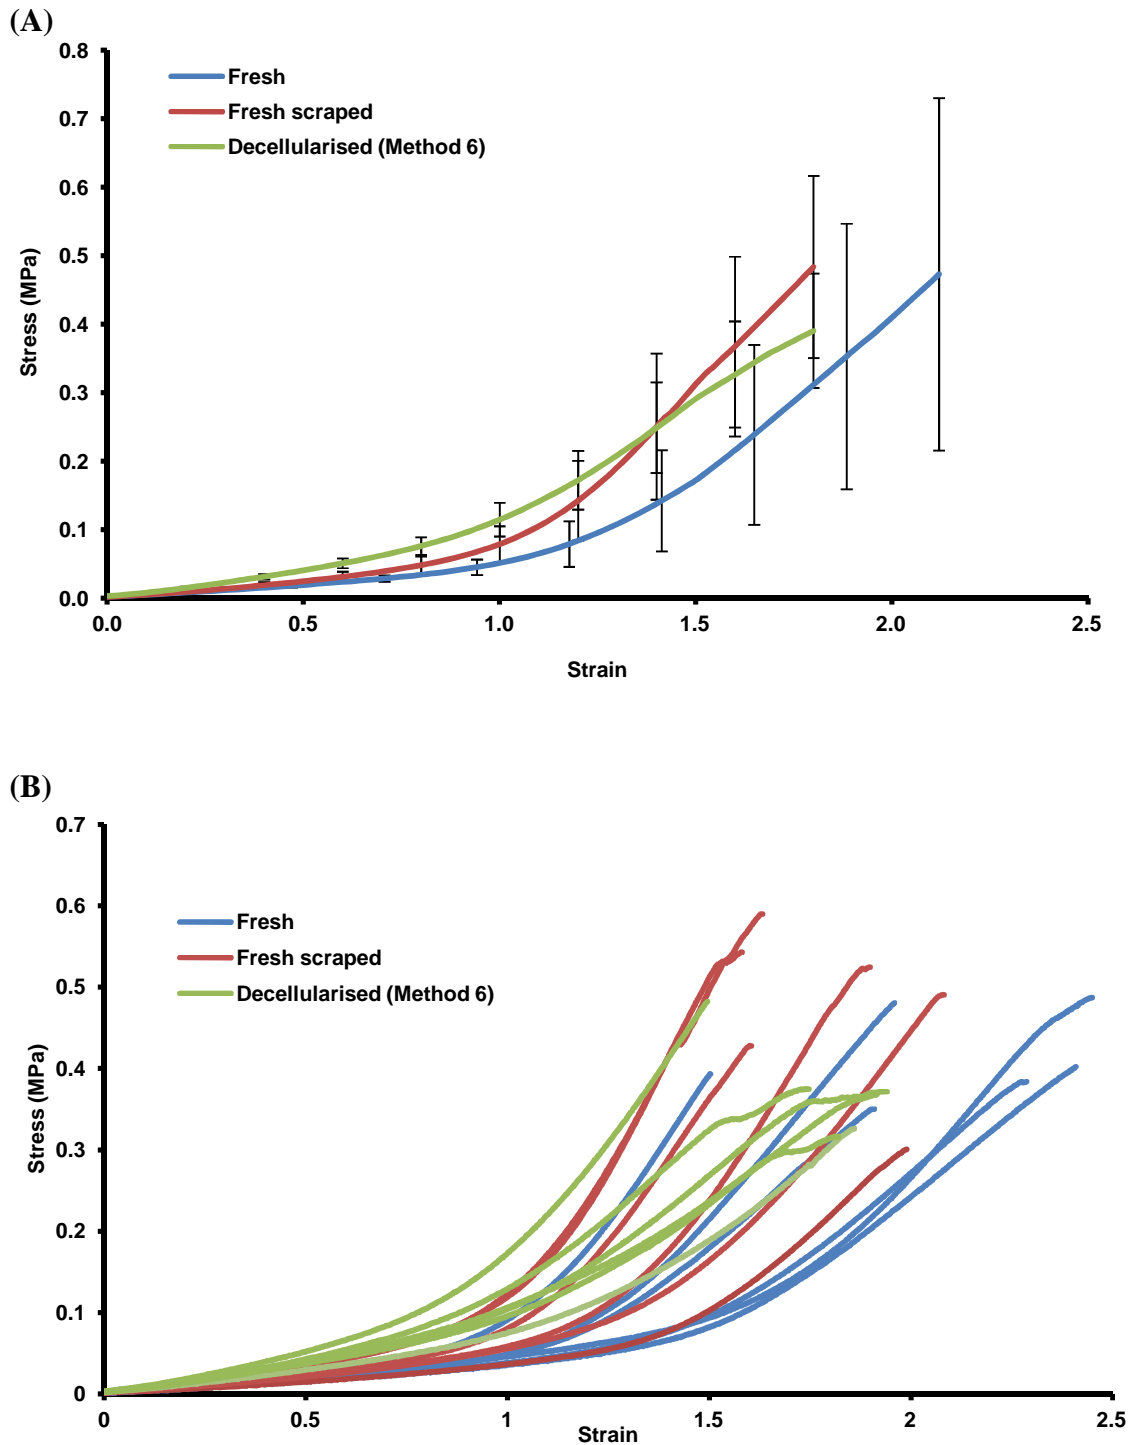 (A)
0.8
0.7
0.6
0.5
0.4
0.3
0.2
0.1
0.0
Stress (MPa)
Fresh
Fresh scraped
Decellularised (Method 6)
0.0 0.5 1.0 1.5 2.0 2.5
Strain
(B)
0.7
0.6
0.5
0.4
0.3
0.2
0.1
0
Stress (MPa)
Fresh
Fresh scraped
Decellularised (Method 6)
0 0.5 1 1.5 2 2.5
Strain